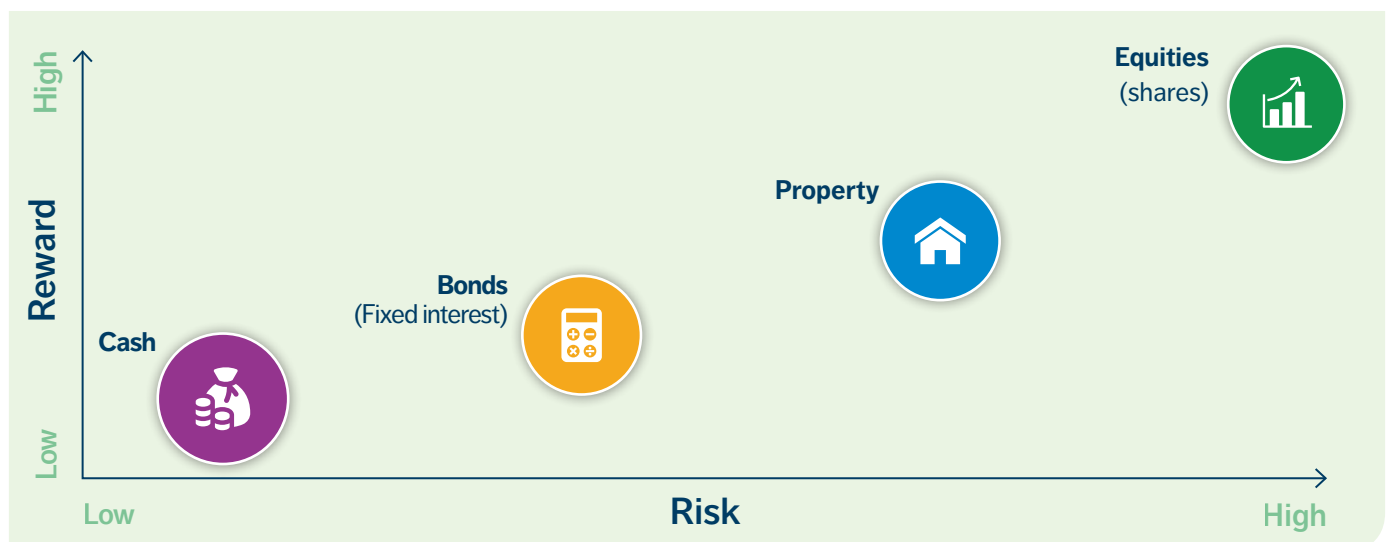 High
Equities
(shares)
Property
Reward
Bonds
(Fixed interest)
Cash
Low
Low
Risk
High